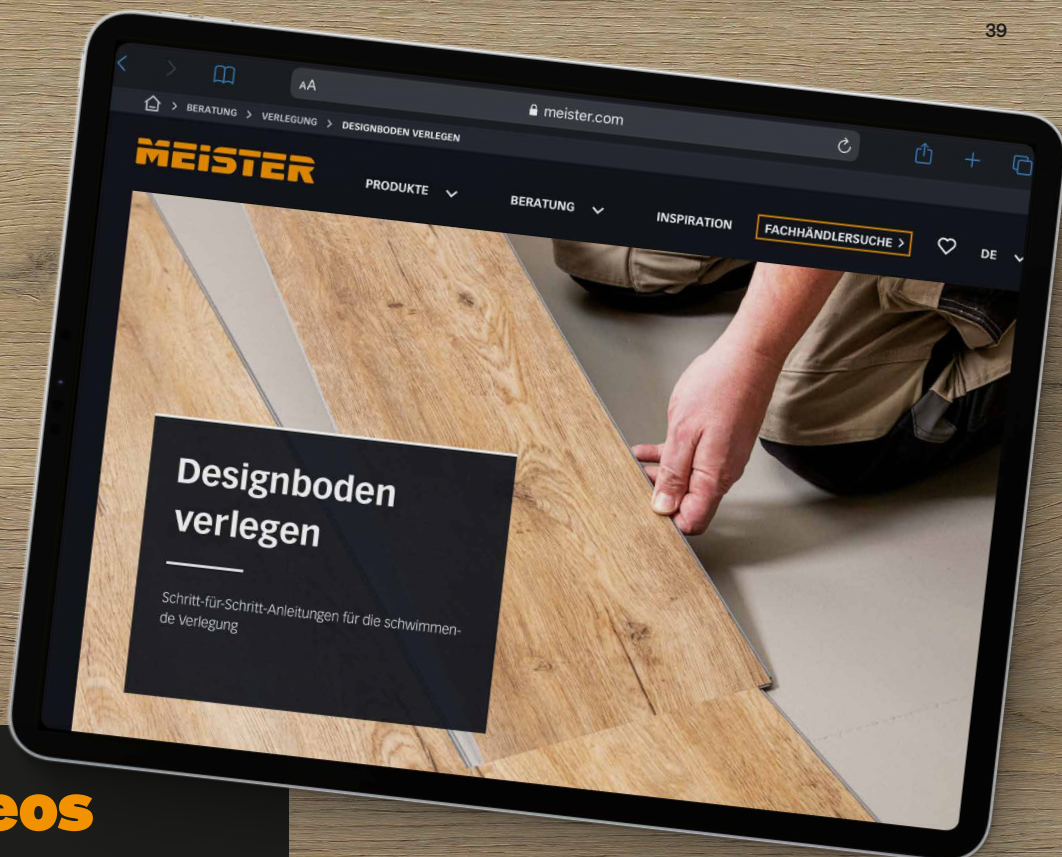 39
AA
meister.com
BERATUNG > VERLEGUNG > DESIGNBODEN VERLEGEN
MEISTER
PRODUKTE
BERATUNG
INSPIRATION
FACHHÄNDLERSUCHE >
DE
Designboden
verlegen
Schritt-für-Schritt-Anleitungen für die schwimmen-
de Verlegung
eos